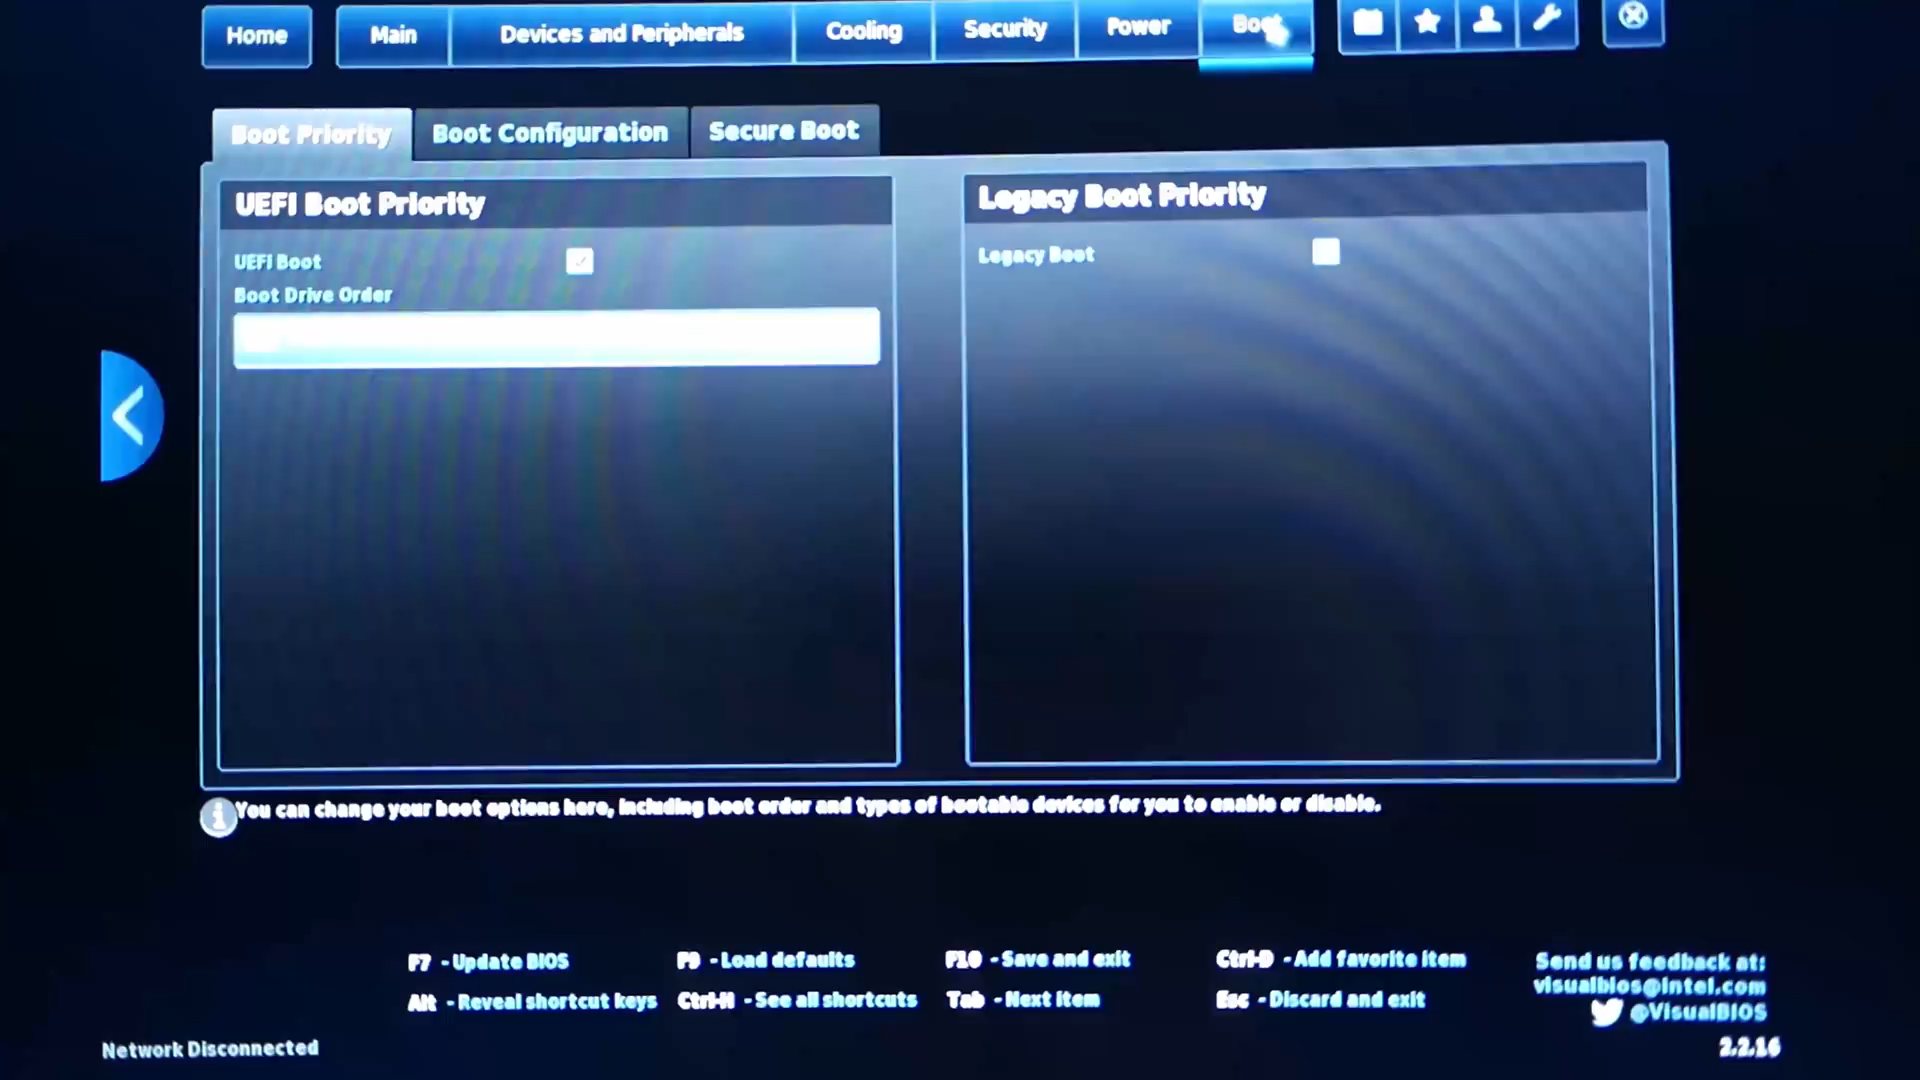 Home Main Devices and Peripherals Cooling Security Power Boot
Boot Priority Boot Configuration Secure Boot
UEFI Boot Priority
UEFI Boot
Boot Drive Order
Legacy Boot Priority
Legacy Boot
You can change your boot options here, including boot order and types of bootable devices for you to enable or disable.
F7 - Update BIOS F9 - Load defaults F10 - Save and exit Ctrl-D - Add favorite item
Alt - Reveal shortcut keys Ctrl-H - See all shortcuts Tab - Next item Esc - Discard and exit
Send us feedback at:
visualbios@intel.com
@VisualBIOS
Network Disconnected
2.2.16